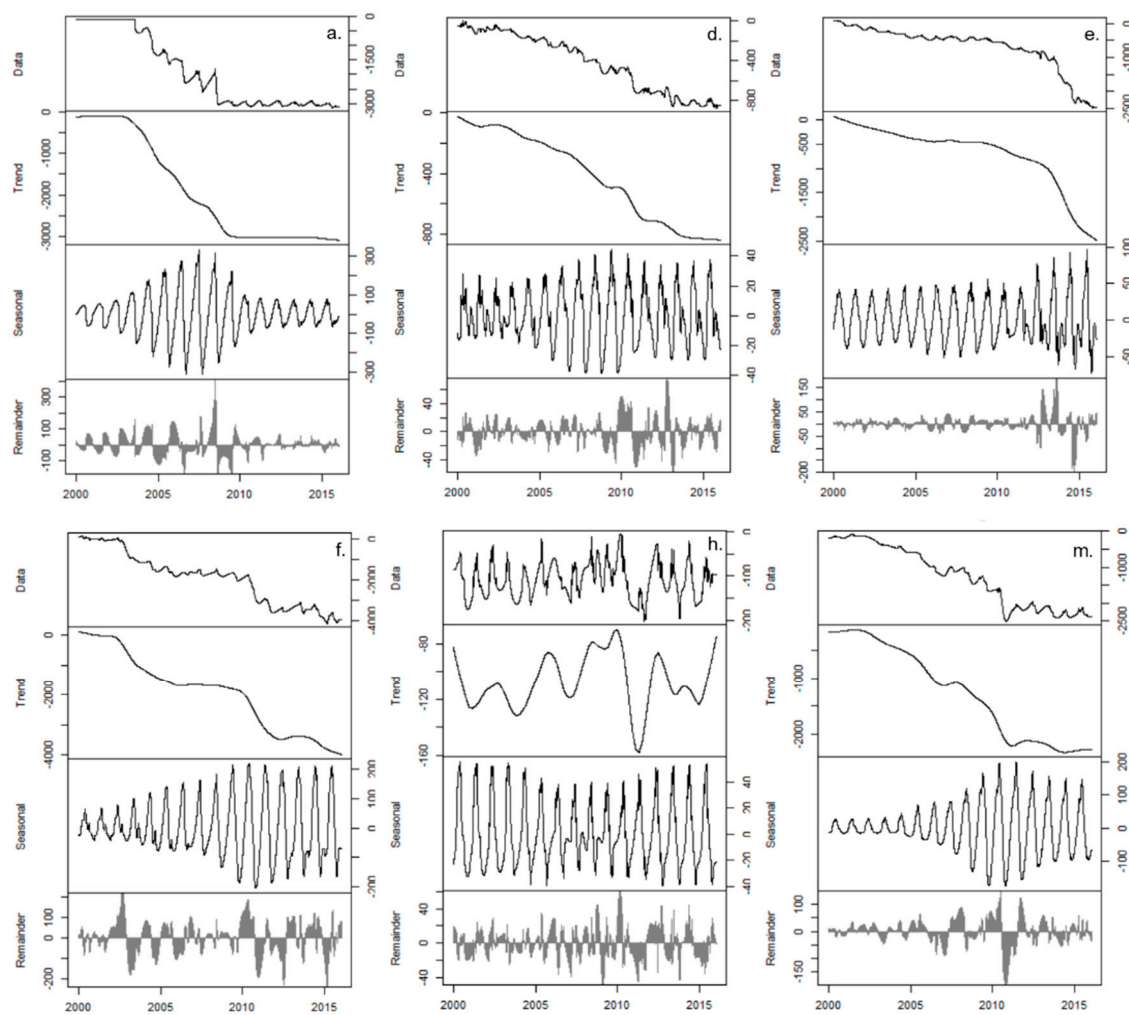 a.
Data
0 -1500 -3000
Trend
0 -1000 -2000 -3000
Seasonal
300 100 -100 -300
Remainder
300 100 -100
2000 2005 2010 2015
d.
Data
0 -400 -800
Trend
0 -400 -800
Seasonal
40 20 0 -20 -40
Remainder
40 0 -40
2000 2005 2010 2015
e.
Data
0 -1000 -2500
Trend
0 -500 -1500 -2500
Seasonal
100 50 0 -50
Remainder
150 50 -50 -200
2000 2005 2010 2015
f.
Data
0 -2000 -4000
Trend
0 -2000 -4000
Seasonal
200 100 0 -200
Remainder
100 0 -200
2000 2005 2010 2015
h.
Data
0 -100 -200
Trend
-80 -120 -160
Seasonal
40 20 0 -20 -40
Remainder
40 0 -40
2000 2005 2010 2015
m.
Data
0 -1000 -2500
Trend
-1000 -2000
Seasonal
200 100 0 -100
Remainder
100 0 -150
2000 2005 2010 2015